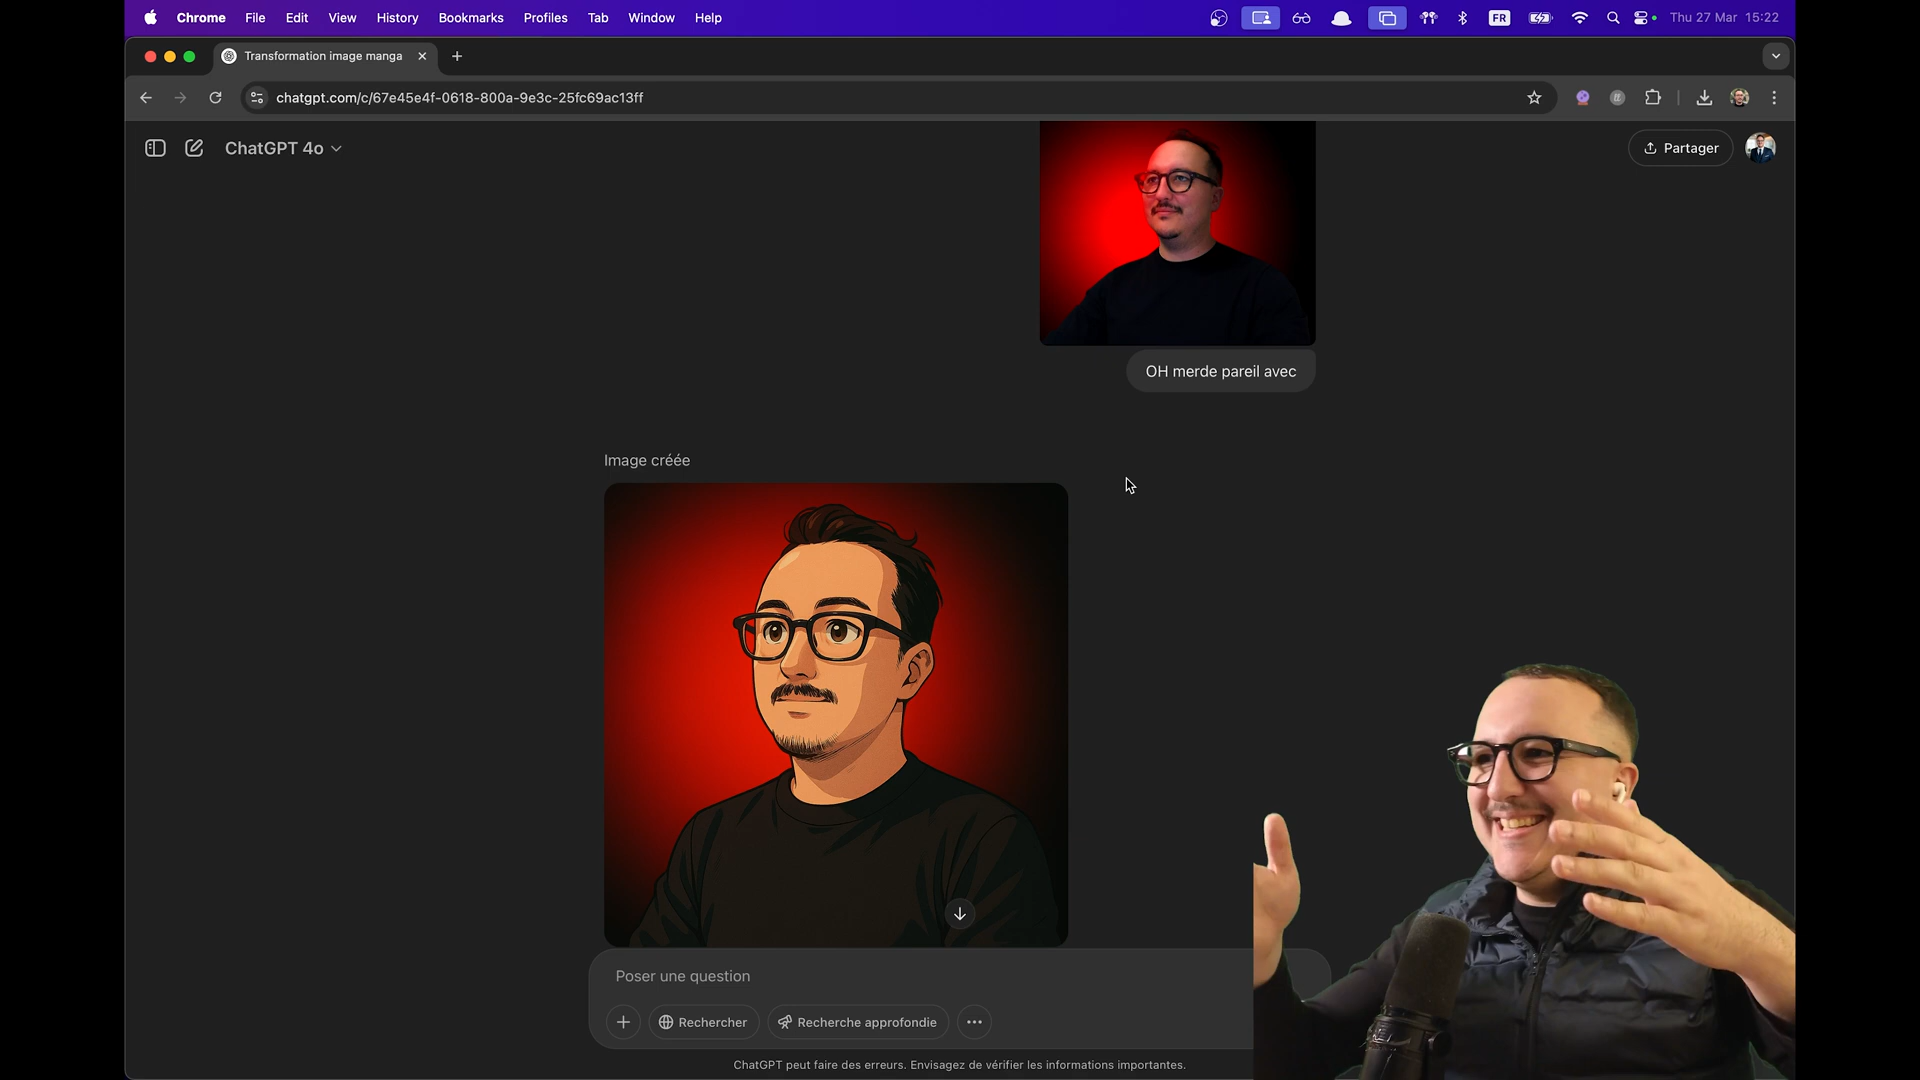 Chrome File Edit View History Bookmarks Profiles Tab Window Help FR Thu 27 Mar 15:22
Transformation image manga
chatgpt.com/c/67e45e4f-0618-800a-9e3c-25fc69ac13ff
ChatGPT 4o
Partager
OH merde pareil avec
Image créée
Poser une question
Rechercher
Recherche approfondie
ChatGPT peut faire des erreurs. Envisagez de vérifier les informations importantes.